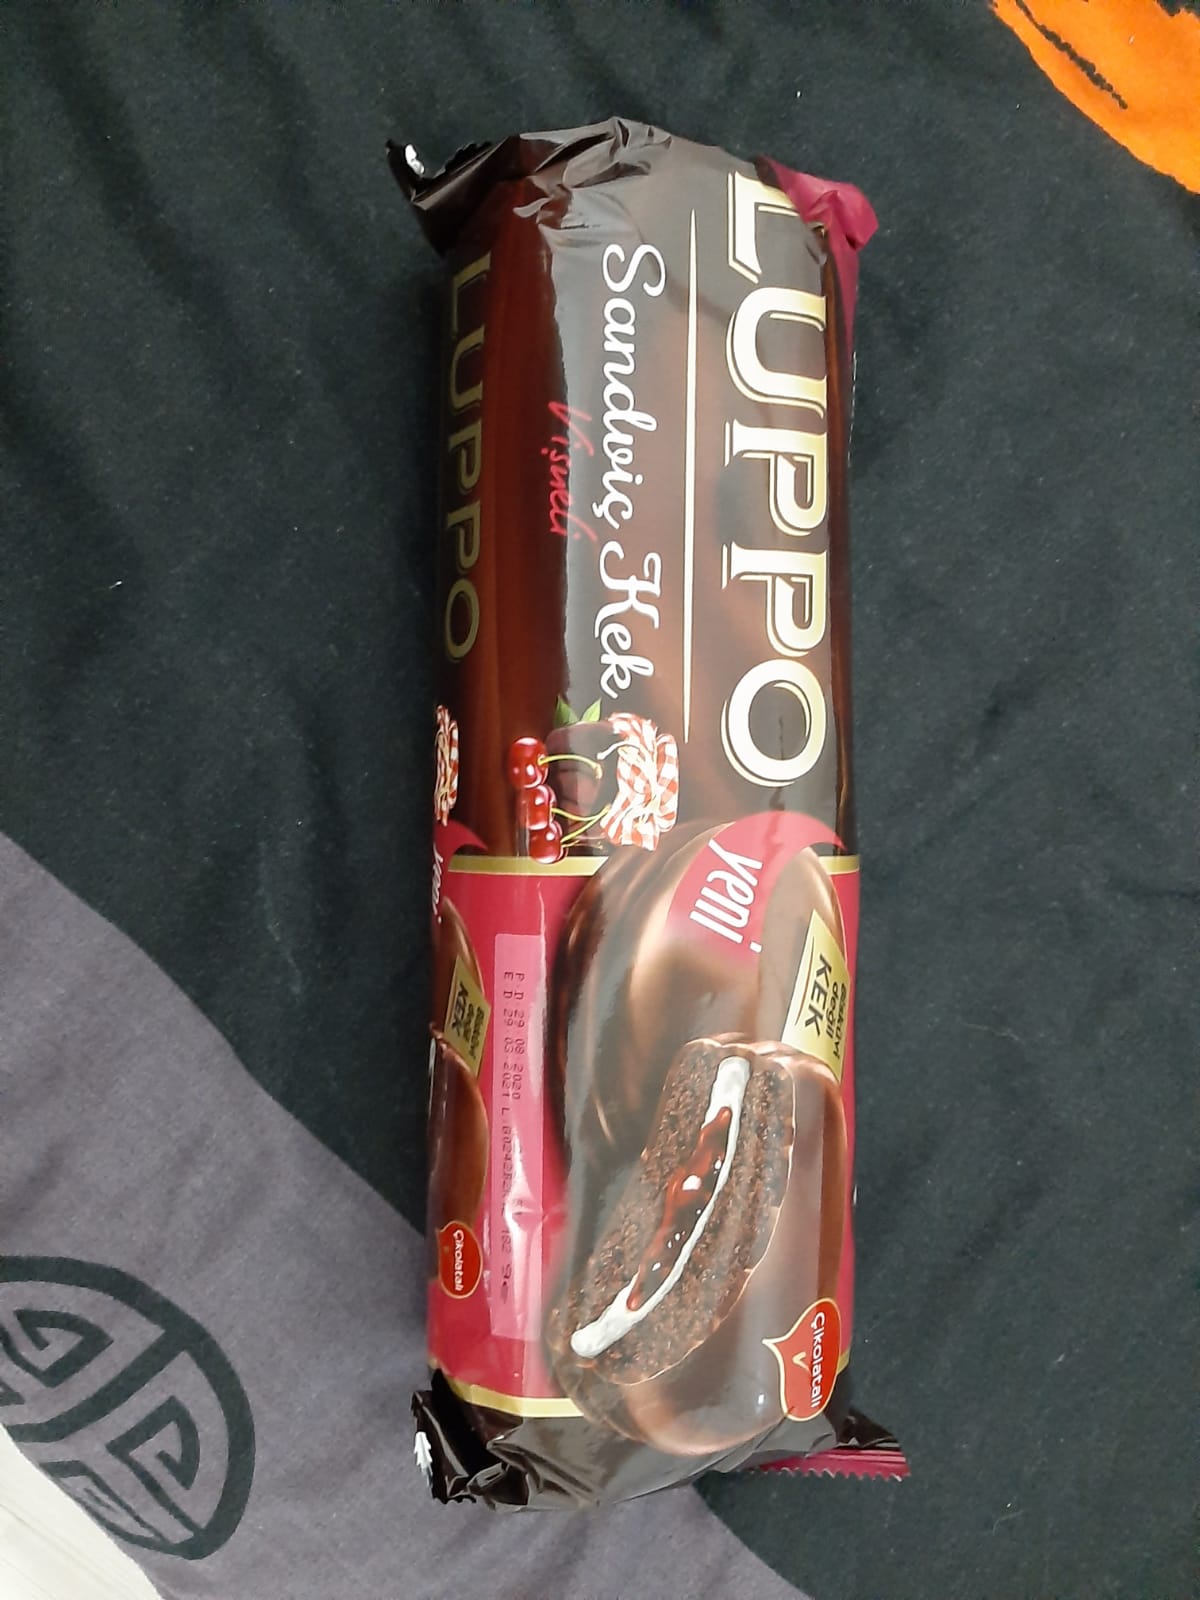 LUPPO
Sandviç Kek
Vişneli
Bisküvi
değil
KEK
yeni
Çikolatalı
P.D 29.08.2020
E.D 29.03.2021
LUPPO
Bisküvi
değil
KEK
yeni
Çikolatalı